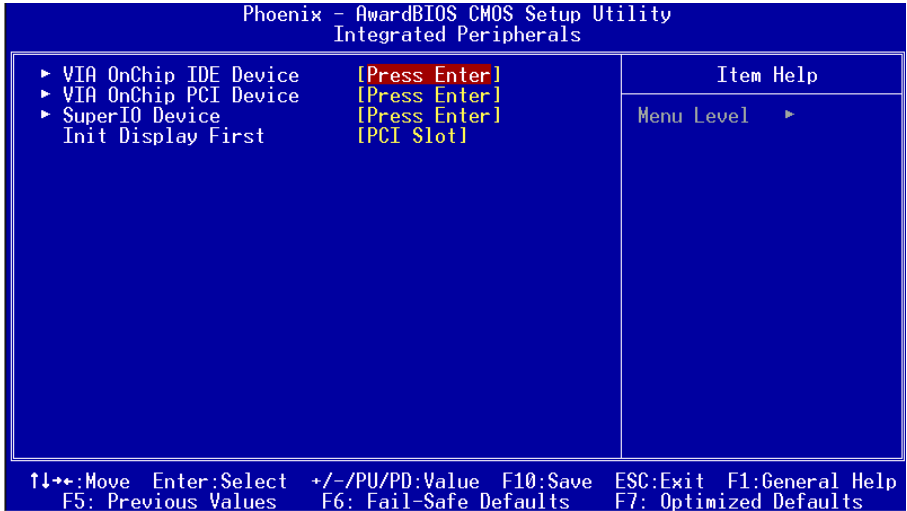 Phoenix - AwardBIOS CMOS Setup Utility
Integrated Peripherals
► VIA OnChip IDE Device [Press Enter]
► VIA OnChip PCI Device [Press Enter]
► SuperIO Device [Press Enter]
Init Display First [PCI Slot]
Item Help
Menu Level ►
↑↓→←:Move Enter:Select +/-/PU/PD:Value F10:Save ESC:Exit F1:General Help
F5: Previous Values F6: Fail-Safe Defaults F7: Optimized Defaults